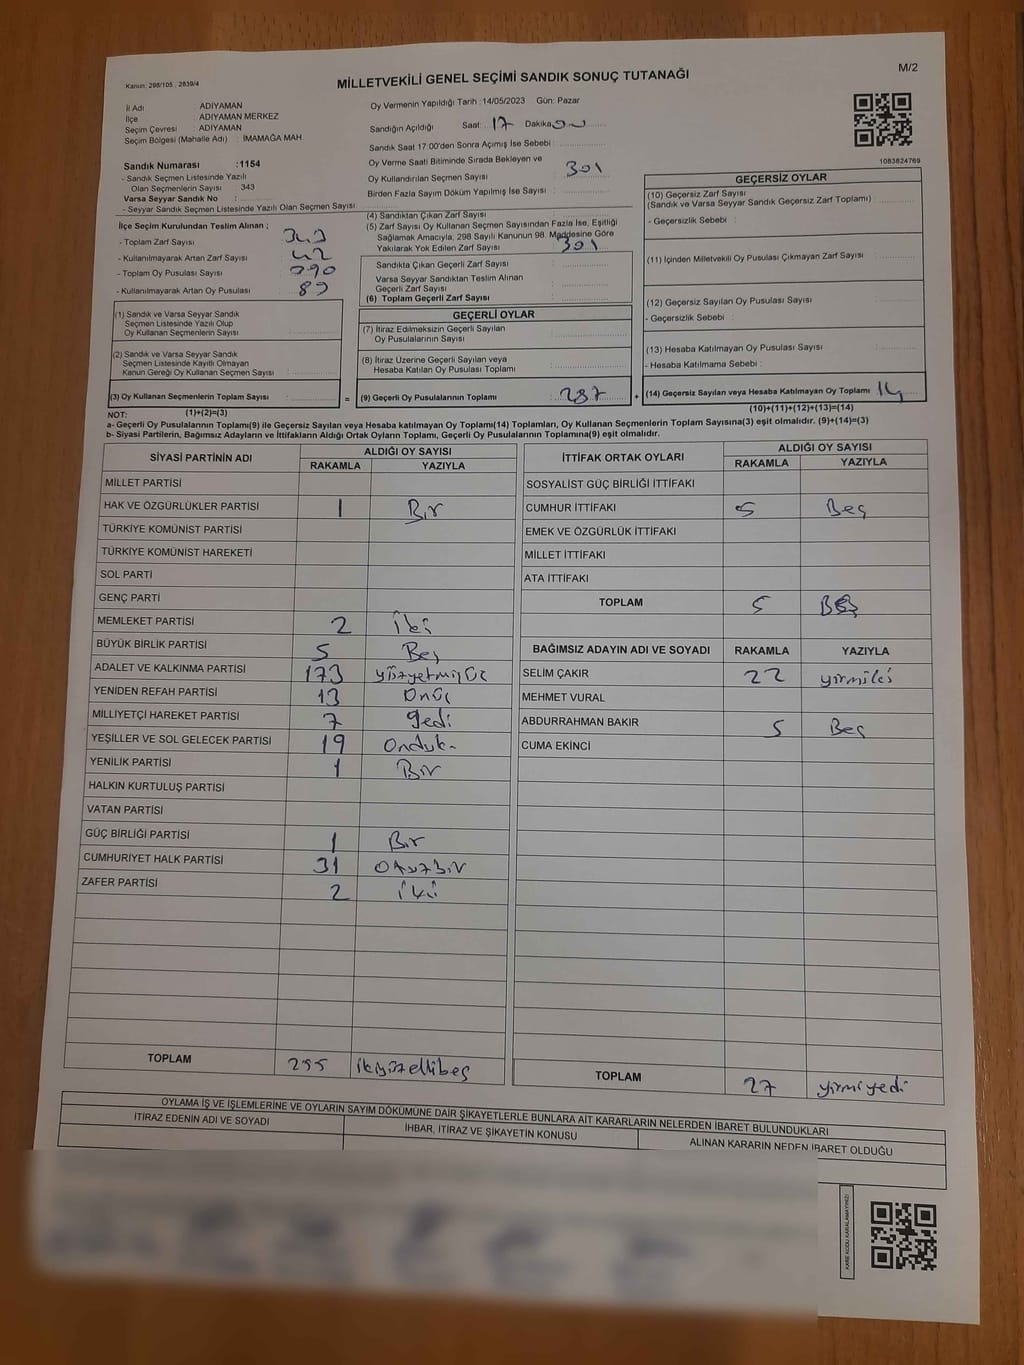 Kanun: 298/105 , 2839/4
MİLLETVEKİLİ GENEL SEÇİMİ SANDIK SONUÇ TUTANAĞI
M/2
İl Adı : ADIYAMAN
İlçe : ADIYAMAN MERKEZ
Seçim Çevresi : ADIYAMAN
Seçim Bölgesi (Mahalle Adı) : İMAMAĞA MAH.
Sandık Numarası :1154
- Sandık Seçmen Listesinde Yazılı
Olan Seçmenlerin Sayısı : 343
Varsa Seyyar Sandık No :
- Seyyar Sandık Seçmen Listesinde Yazılı Olan Seçmen Sayısı :
Oy Vermenin Yapıldığı Tarih : 14/05/2023 Gün: Pazar
Sandığın Açıldığı Saat: 17 Dakika
Sandık Saat 17:00'den Sonra Açımış İse Sebebi :
Oy Verme Saati Bitiminde Sırada Bekleyen ve
Oy Kullandırılan Seçmen Sayısı : 301
Birden Fazla Sayım Döküm Yapılmış İse Sayısı :
1083824769
İlçe Seçim Kurulundan Teslim Alınan ;
- Toplam Zarf Sayısı : 343
- Kullanılmayarak Artan Zarf Sayısı : 42
- Toplam Oy Pusulası Sayısı : 390
- Kullanılmayarak Artan Oy Pusulası : 89
(1) Sandık ve Varsa Seyyar Sandık
Seçmen Listesinde Yazılı Olup
Oy Kullanan Seçmenlerin Sayısı :
(2) Sandık ve Varsa Seyyar Sandık
Seçmen Listesinde Kayıtlı Olmayan
Kanun Gereği Oy Kullanan Seçmen Sayısı :
(3) Oy Kullanan Seçmenlerin Toplam Sayısı :
(4) Sandıktan Çıkan Zarf Sayısı :
(5) Zarf Sayısı Oy Kullanan Seçmen Sayısından Fazla İse, Eşitliği
Sağlamak Amacıyla, 298 Sayılı Kanunun 98. Maddesine Göre
Yakılarak Yok Edilen Zarf Sayısı : 301
Sandıkta Çıkan Geçerli Zarf Sayısı :
Varsa Seyyar Sandıktan Teslim Alınan
Geçerli Zarf Sayısı :
(6) Toplam Geçerli Zarf Sayısı :
GEÇERLİ OYLAR
(7) İtiraz Edilmeksizin Geçerli Sayılan
Oy Pusulalarının Sayısı :
(8) İtiraz Üzerine Geçerli Sayılan veya
Hesaba Katılan Oy Pusulası Toplamı :
= (9) Geçerli Oy Pusulalarının Toplamı : 287
GEÇERSİZ OYLAR
(10) Geçersiz Zarf Sayısı
(Sandık ve Varsa Seyyar Sandık Geçersiz Zarf Toplamı) :
- Geçersizlik Sebebi :
(11) İçinden Milletvekili Oy Pusulası Çıkmayan Zarf Sayısı :
(12) Geçersiz Sayılan Oy Pusulası Sayısı :
- Geçersizlik Sebebi :
(13) Hesaba Katılmayan Oy Pusulası Sayısı :
- Hesaba Katılmama Sebebi :
+ (14) Geçersiz Sayılan veya Hesaba Katılmayan Oy Toplamı : 14
NOT: (1)+(2)=(3)
(10)+(11)+(12)+(13)=(14)
a- Geçerli Oy Pusulalarının Toplamı(9) ile Geçersiz Sayılan veya Hesaba katılmayan Oy Toplamı(14) Toplamları, Oy Kullanan Seçmenlerin Toplam Sayısına(3) eşit olmalıdır. (9)+(14)=(3)
b- Siyasi Partilerin, Bağımsız Adayların ve İttifakların Aldığı Ortak Oyların Toplamı, Geçerli Oy Pusulalarının Toplamına(9) eşit olmalıdır.
SİYASİ PARTİNİN ADI ALDIĞI OY SAYISI
RAKAMLA YAZIYLA
MİLLET PARTİSİ
HAK VE ÖZGÜRLÜKLER PARTİSİ 1 Bir
TÜRKİYE KOMÜNİST PARTİSİ
TÜRKİYE KOMÜNİST HAREKETİ
SOL PARTİ
GENÇ PARTİ
MEMLEKET PARTİSİ 2 iki
BÜYÜK BİRLİK PARTİSİ 5 Beş
ADALET VE KALKINMA PARTİSİ 173 yüzyetmişüç
YENİDEN REFAH PARTİSİ 13 Onüç
MİLLİYETÇİ HAREKET PARTİSİ 7 yedi
YEŞİLLER VE SOL GELECEK PARTİSİ 19 Ondok
YENİLİK PARTİSİ 1 Bir
HALKIN KURTULUŞ PARTİSİ
VATAN PARTİSİ
GÜÇ BİRLİĞİ PARTİSİ 1 Bir
CUMHURİYET HALK PARTİSİ 31 otuzbir
ZAFER PARTİSİ 2 iki
TOPLAM 255 ikiyüzellibeş
İTTİFAK ORTAK OYLARI ALDIĞI OY SAYISI
RAKAMLA YAZIYLA
SOSYALİST GÜÇ BİRLİĞİ İTTİFAKI
CUMHUR İTTİFAKI 5 Beş
EMEK VE ÖZGÜRLÜK İTTİFAKI
MİLLET İTTİFAKI
ATA İTTİFAKI
TOPLAM 5 BEŞ
BAĞIMSIZ ADAYIN ADI VE SOYADI RAKAMLA YAZIYLA
SELİM ÇAKIR 22 yirmiiki
MEHMET VURAL
ABDURRAHMAN BAKIR 5 Beş
CUMA EKİNCİ
TOPLAM 27 yirmiyedi
OYLAMA İŞ VE İŞLEMLERİNE VE OYLARIN SAYIM DÖKÜMÜNE DAİR ŞİKAYETLERLE BUNLARA AİT KARARLARIN NELERDEN İBARET BULUNDUKLARI
İTİRAZ EDENİN ADI VE SOYADI İHBAR, İTİRAZ VE ŞİKAYETİN KONUSU ALINAN KARARIN NEDEN İBARET OLDUĞU
KARE KODU KARALAMAYINIZ!